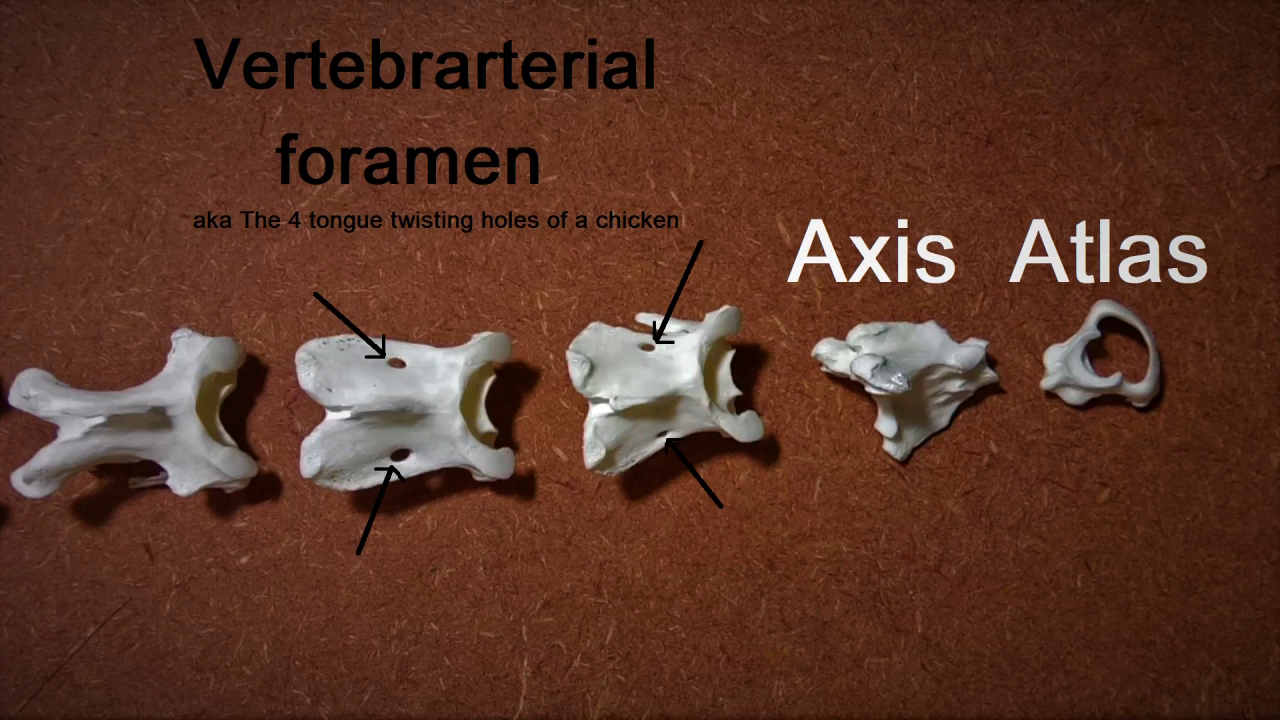 Vertebrarterial
foramen
aka The 4 tongue twisting holes of a chicken
Axis Atlas